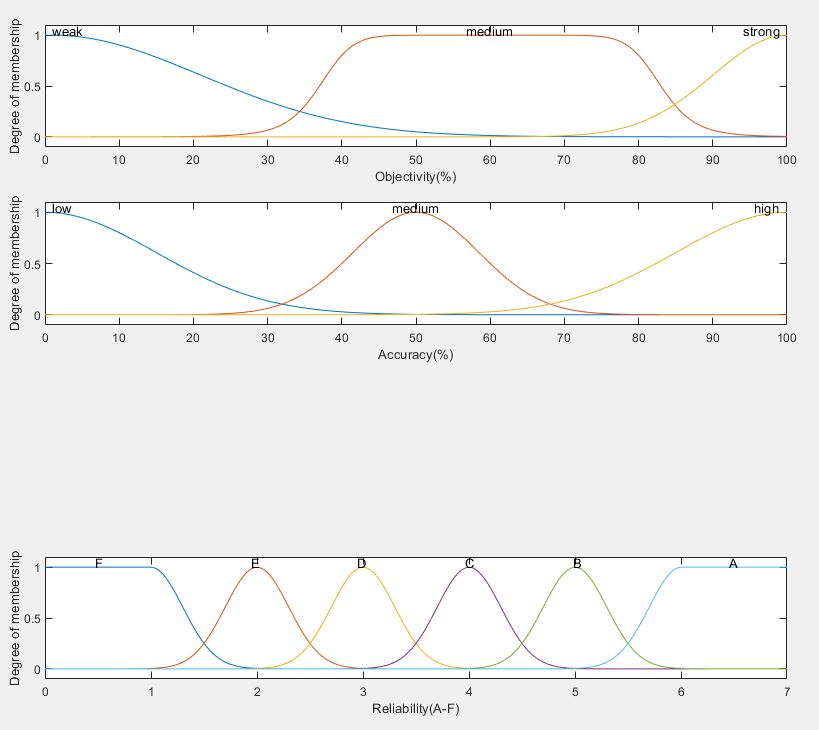 weak medium strong
Degree of membership
1
0.5
0
0 10 20 30 40 50 60 70 80 90 100
Objectivity(%)
low medium high
Degree of membership
1
0.5
0
0 10 20 30 40 50 60 70 80 90 100
Accuracy(%)
F E D C B A
Degree of membership
1
0.5
0
0 1 2 3 4 5 6 7
Reliability(A-F)